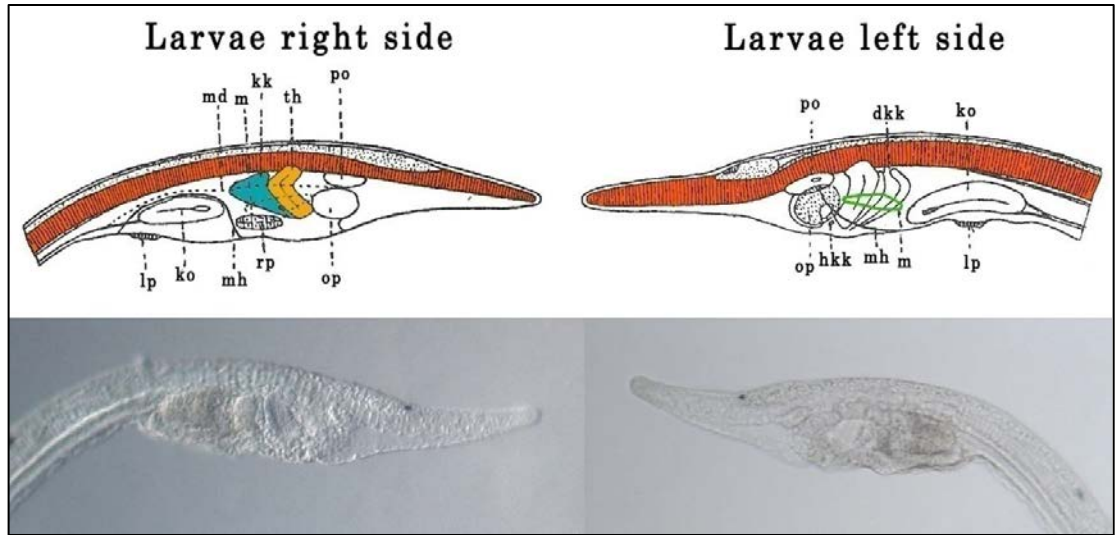 Larvae right side
md m kk th po
lp ko mh rp op
Larvae left side
po dkk ko
op hkk mh m lp